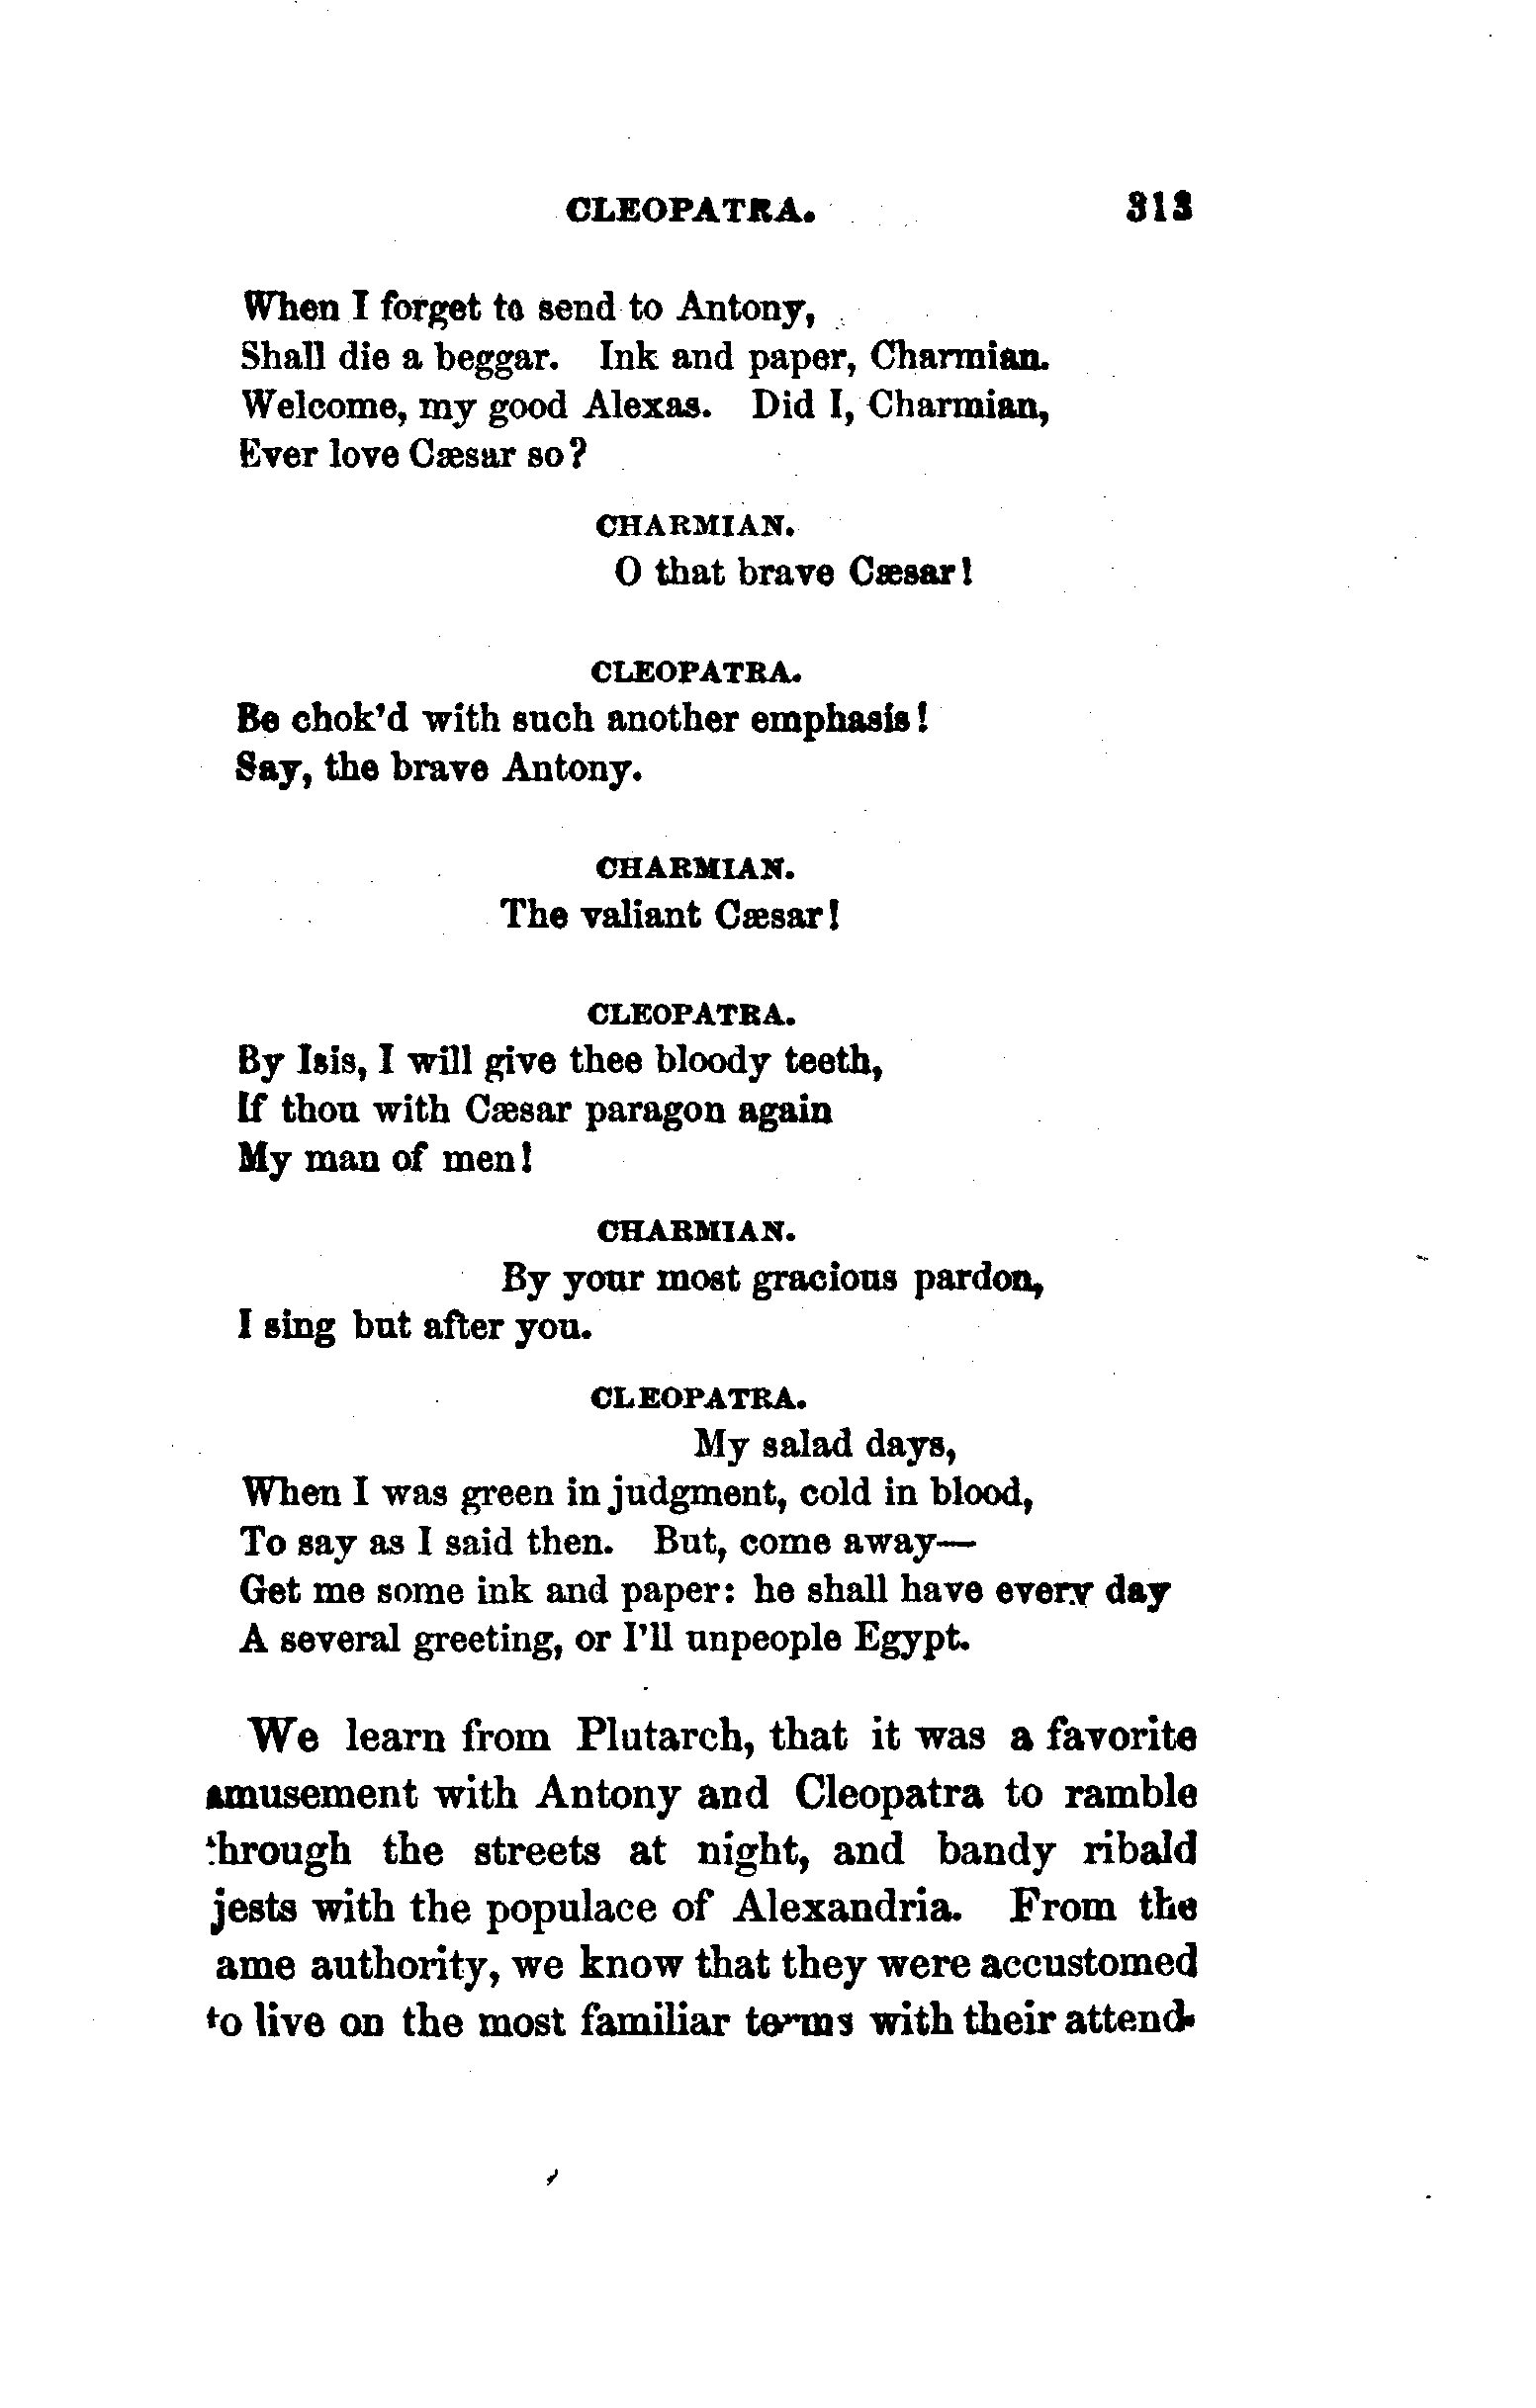 CLEOPATRA. 313
When I forget to send to Antony,
Shall die a beggar. Ink and paper, Charmian.
Welcome, my good Alexas. Did I, Charmian,
Ever love Cæsar so?
CHARMIAN.
O that brave Cæsar!
CLEOPATRA.
Be chok'd with such another emphasis!
Say, the brave Antony.
CHARMIAN.
The valiant Cæsar!
CLEOPATRA.
By Isis, I will give thee bloody teeth,
If thou with Cæsar paragon again
My man of men!
CHARMIAN.
By your most gracious pardon,
I sing but after you.
CLEOPATRA.
My salad days,
When I was green in judgment, cold in blood,
To say as I said then. But, come away—
Get me some ink and paper: he shall have every day
A several greeting, or I'll unpeople Egypt.
We learn from Plutarch, that it was a favorite
amusement with Antony and Cleopatra to ramble
through the streets at night, and bandy ribald
jests with the populace of Alexandria. From the
ame authority, we know that they were accustomed
to live on the most familiar terms with their attend-